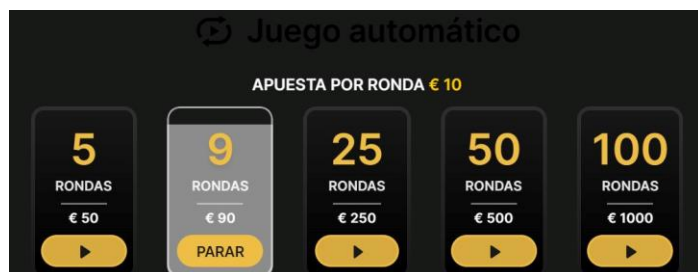 Juego automático
APUESTA POR RONDA € 10
5 9 25 50 100
RONDAS RONDAS RONDAS RONDAS RONDAS
€ 50 € 90 € 250 € 500 € 1000
PARAR